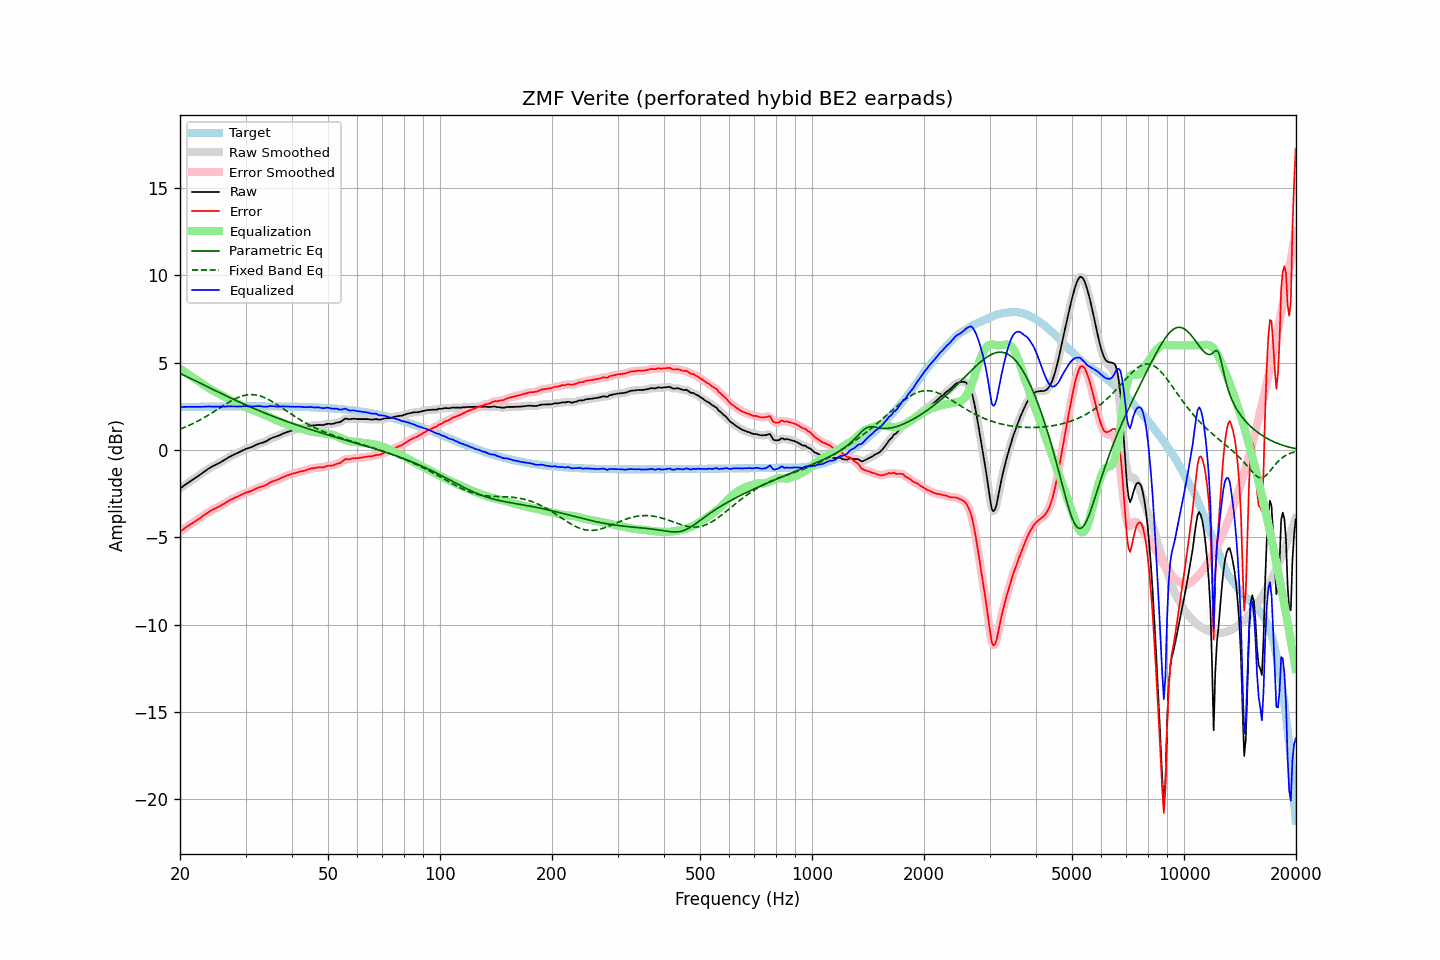 ZMF Verite (perforated hybid BE2 earpads)
Target
Raw Smoothed
Error Smoothed
Raw
Error
Equalization
Parametric Eq
Fixed Band Eq
Equalized
Amplitude (dBr)
15
10
5
0
−5
−10
−15
−20
20 50 100 200 500 1000 2000 5000 10000 20000
Frequency (Hz)